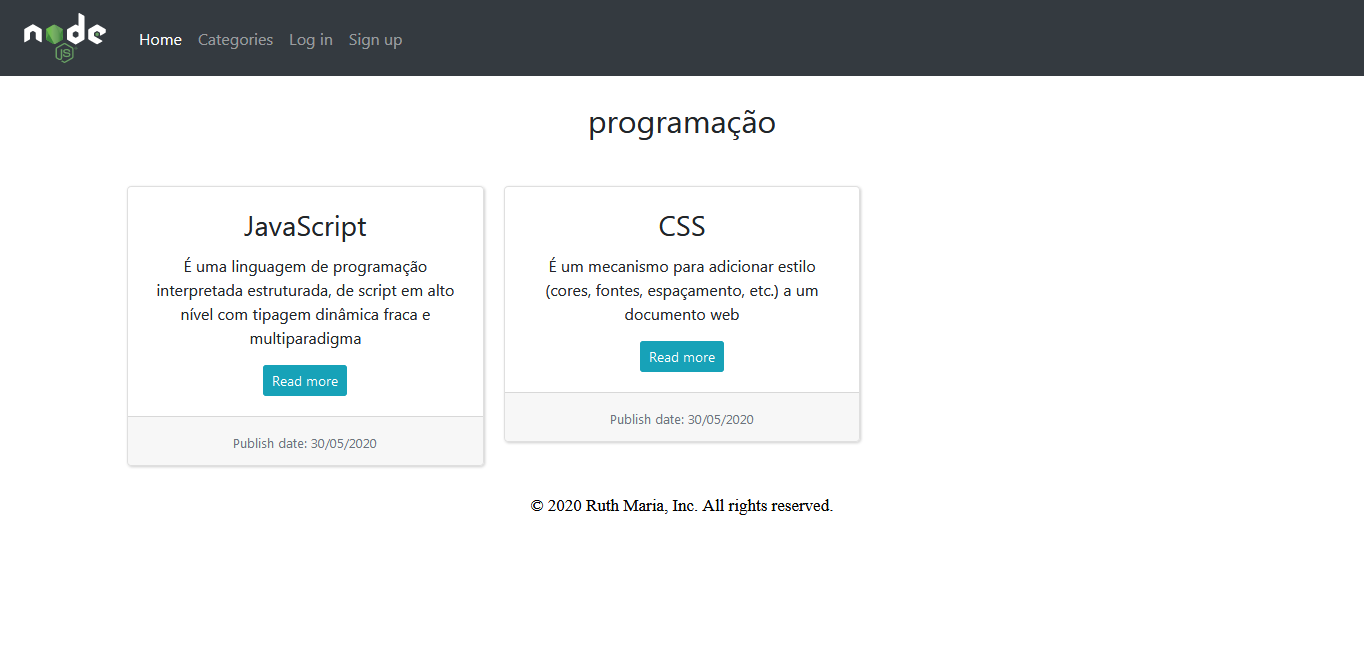 node
JS
Home Categories Log in Sign up
programação
JavaScript
É uma linguagem de programação
interpretada estruturada, de script em alto
nível com tipagem dinâmica fraca e
multiparadigma
Read more
Publish date: 30/05/2020
CSS
É um mecanismo para adicionar estilo
(cores, fontes, espaçamento, etc.) a um
documento web
Read more
Publish date: 30/05/2020
© 2020 Ruth Maria, Inc. All rights reserved.